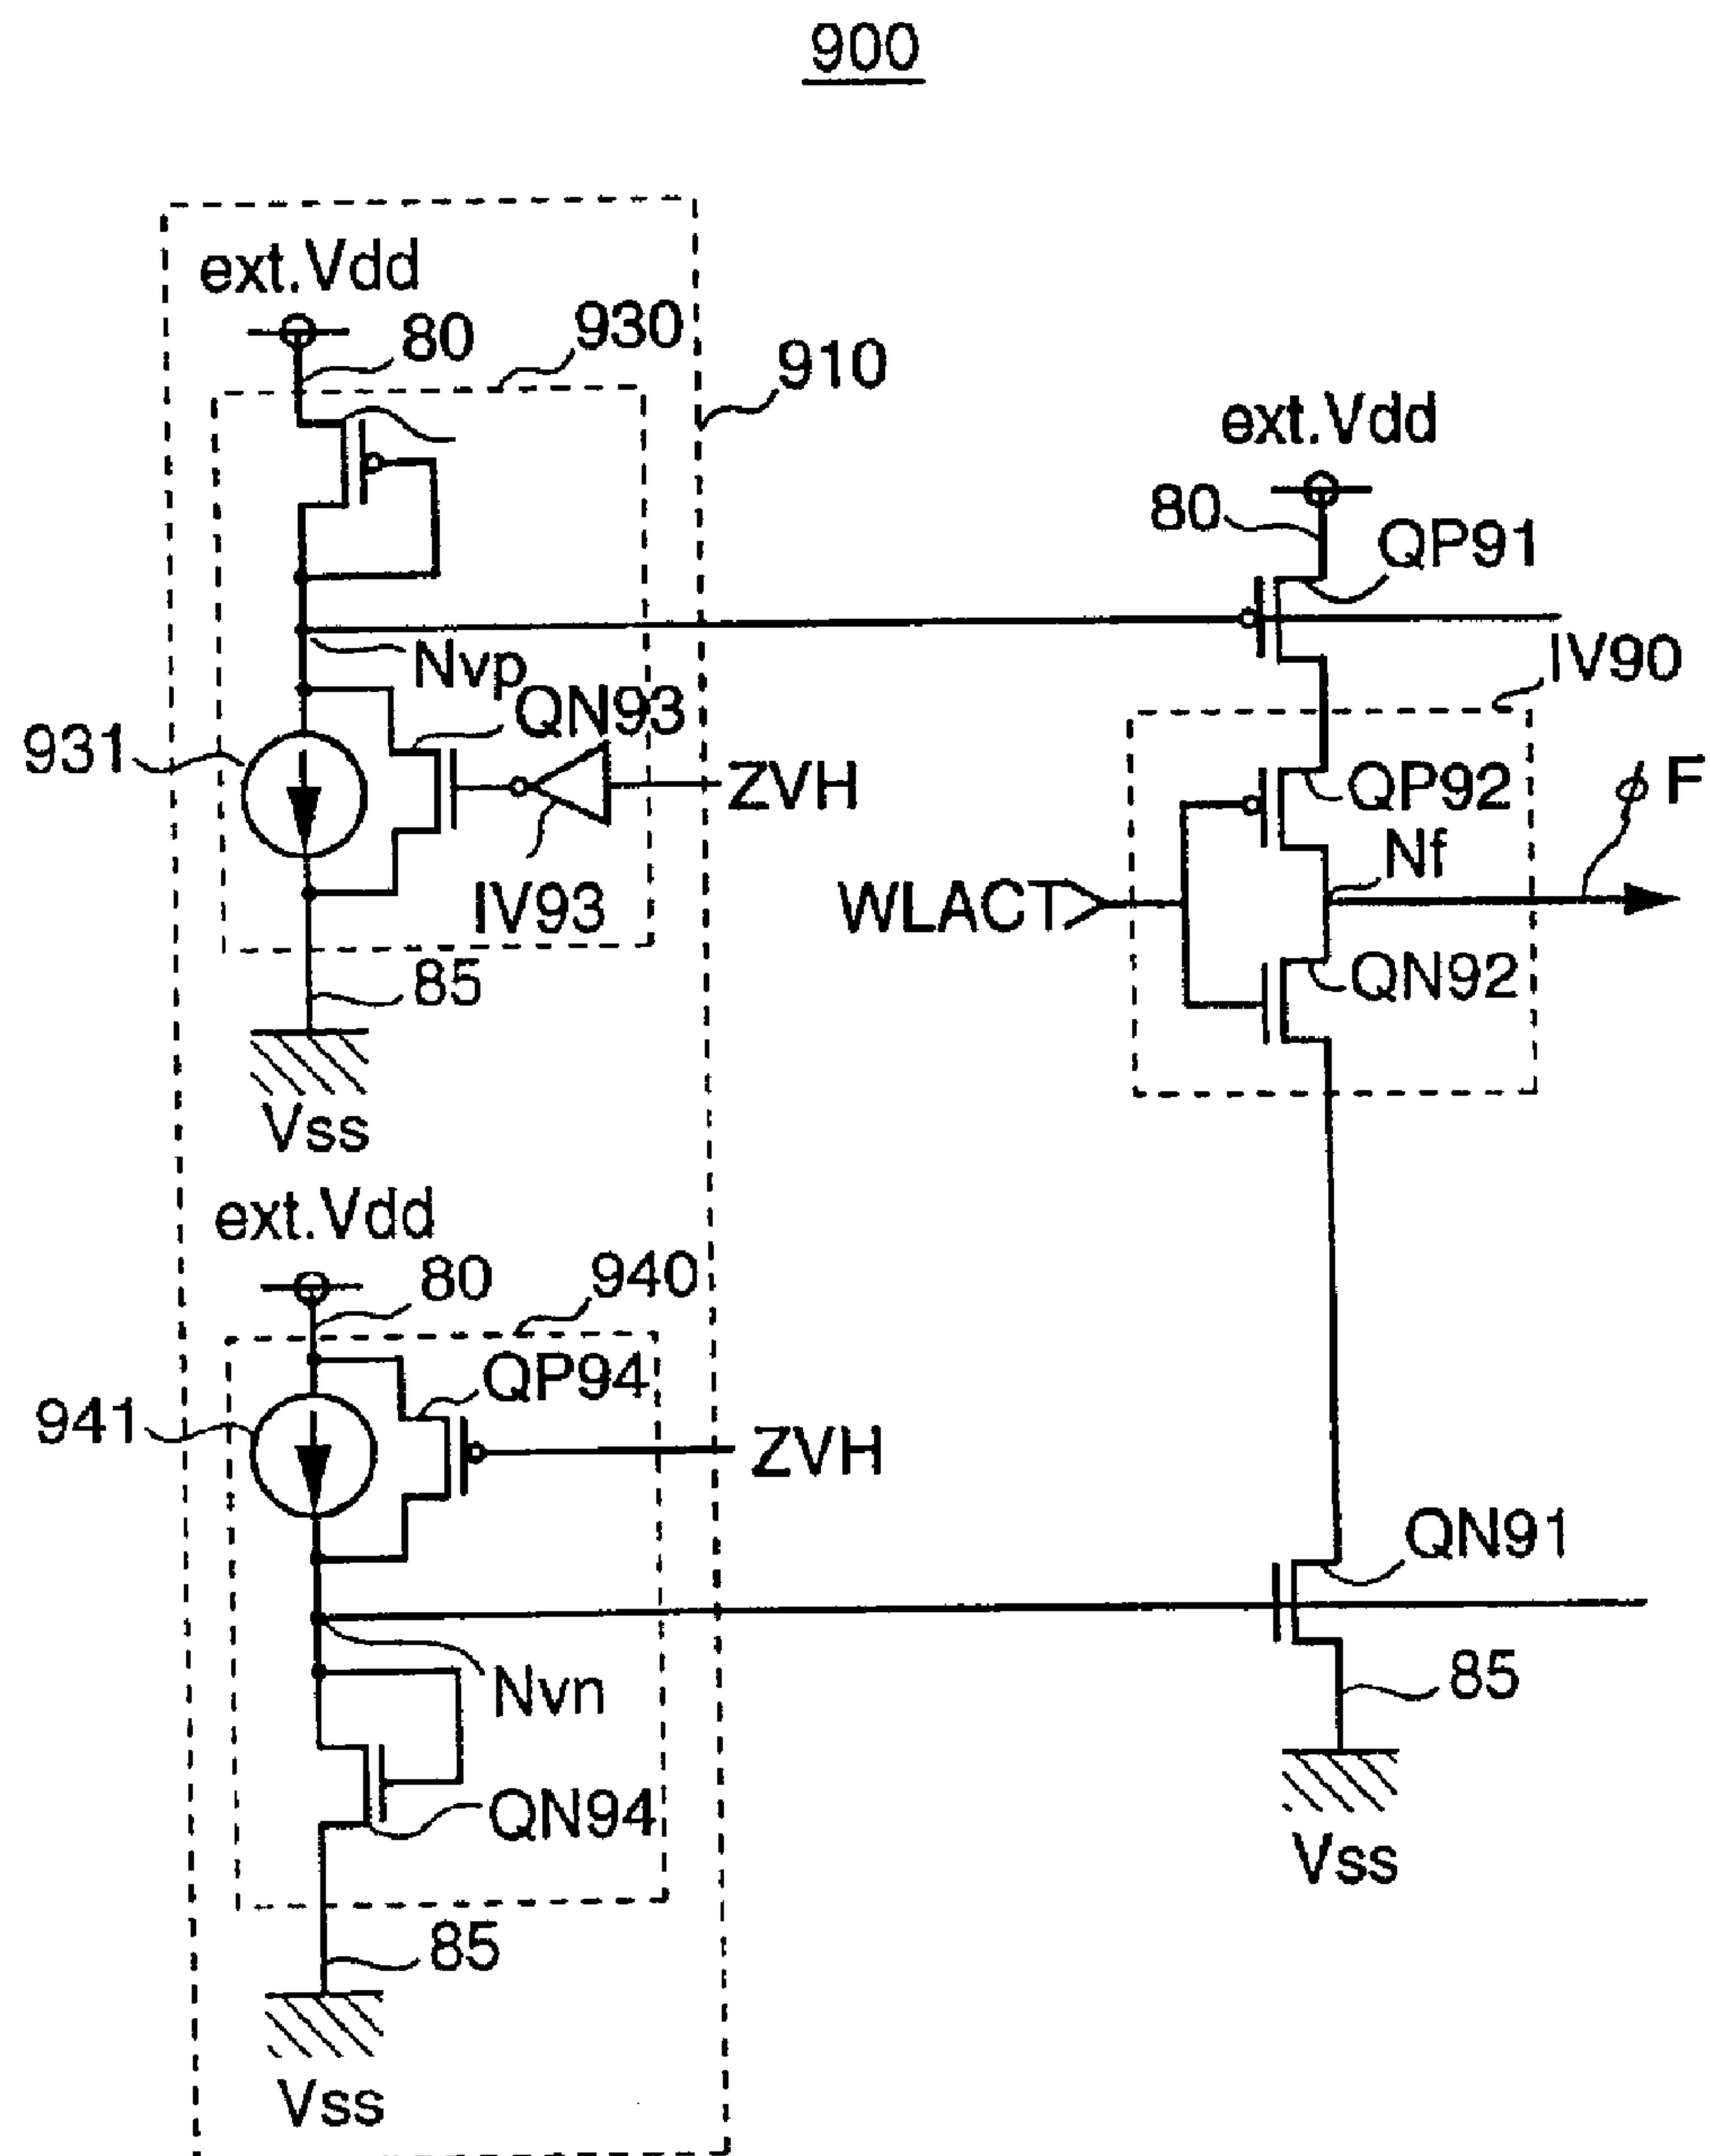 900
ext.Vdd
80
930
910
ext.Vdd
80
QP91
Nvp
IV90
QN93
931
ZVH
QP92
φF
Nf
WLACT
IV93
QN92
85
Vss
ext.Vdd
80
940
QP94
941
ZVH
QN91
Nvn
85
QN94
Vss
85
Vss